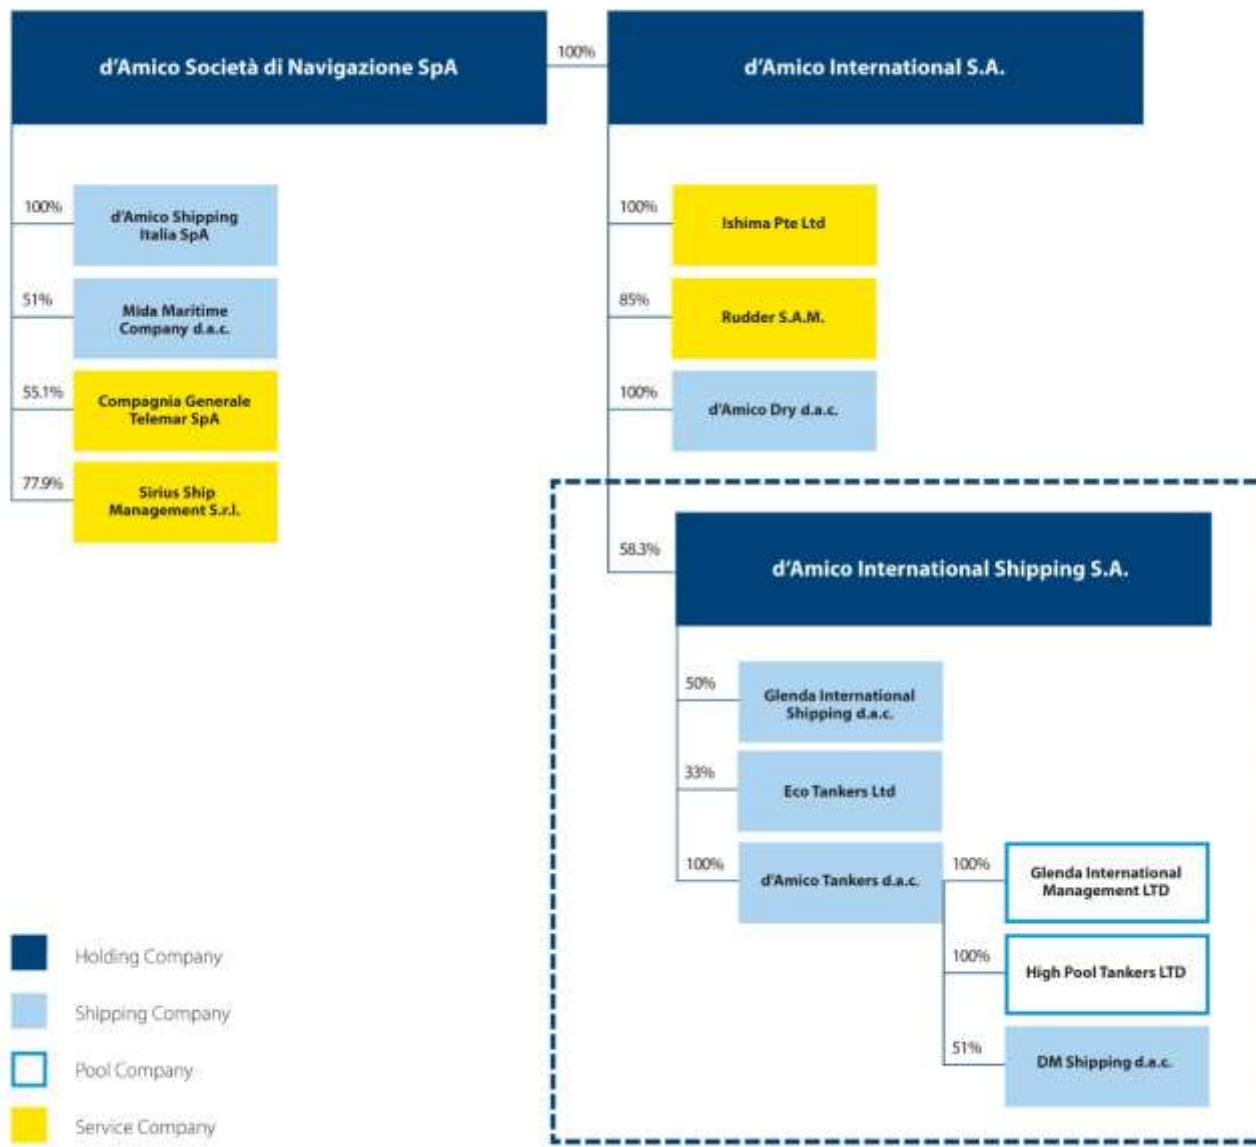 d'Amico Società di Navigazione SpA
100%
d'Amico International S.A.
100%
d'Amico Shipping
Italia SpA
51%
Mida Maritime
Company d.a.c.
55.1%
Compagnia Generale
Telemar SpA
77.9%
Sirius Ship
Management S.r.l.
100%
Ishima Pte Ltd
85%
Rudder S.A.M.
100%
d'Amico Dry d.a.c.
58.3%
d'Amico International Shipping S.A.
50%
Glenda International
Shipping d.a.c.
33%
Eco Tankers Ltd
100%
d'Amico Tankers d.a.c.
100%
Glenda International
Management LTD
100%
High Pool Tankers LTD
51%
DM Shipping d.a.c.
Holding Company
Shipping Company
Pool Company
Service Company